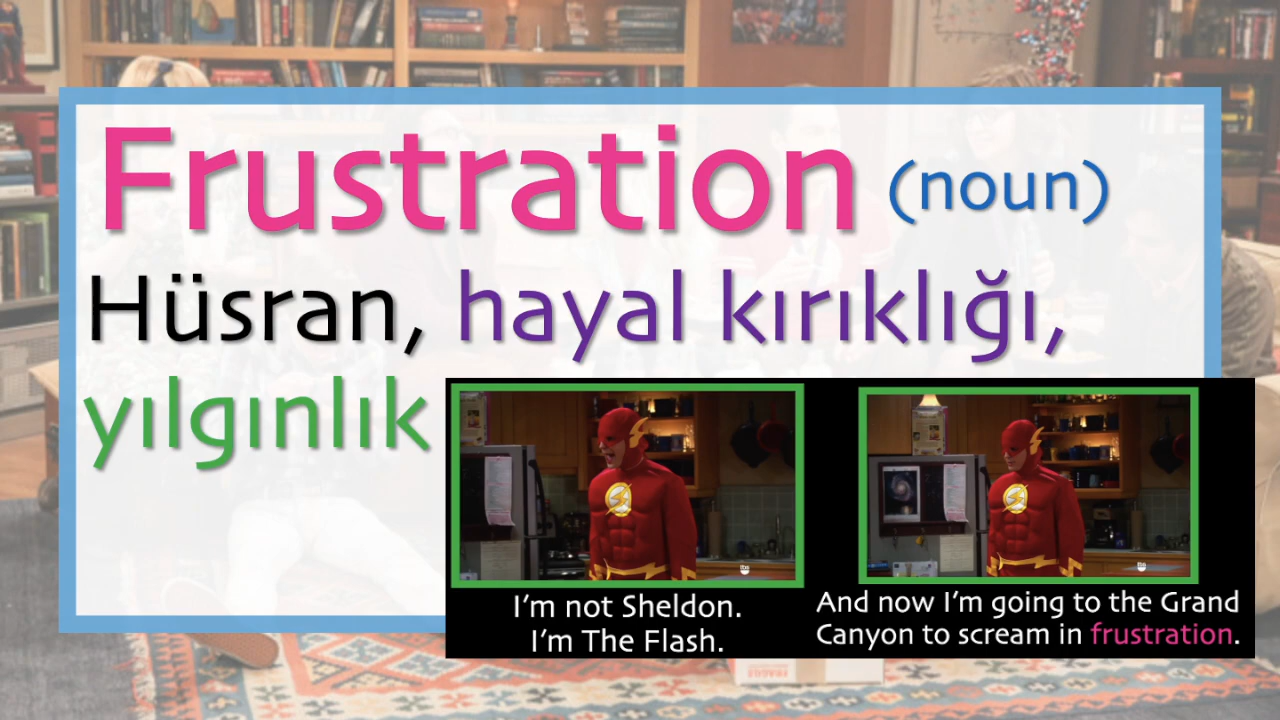 Frustration (noun)
Hüsran, hayal kırıklığı,
yılgınlık
I'm not Sheldon.
I'm The Flash.
And now I'm going to the Grand
Canyon to scream in frustration.
FRAGILE